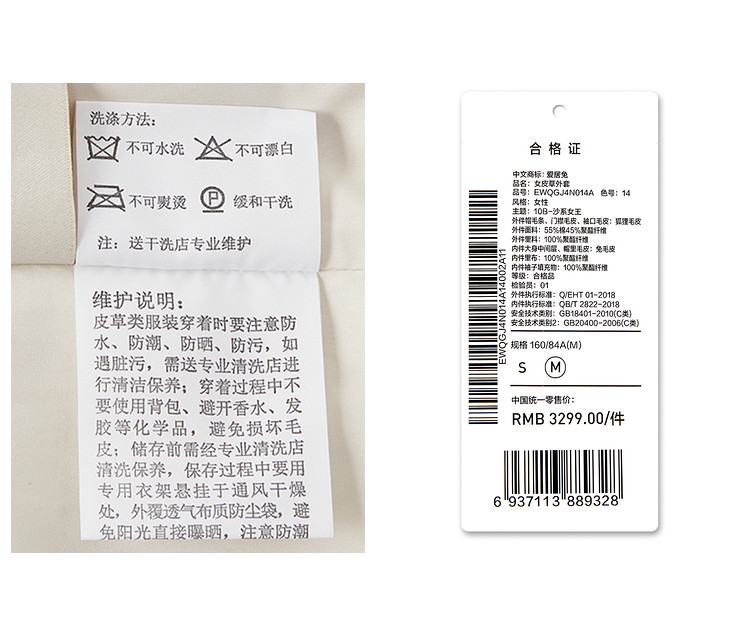 洗涤方法:
不可水洗 不可漂白
不可熨烫 P 缓和干洗
注: 送干洗店专业维护
维护说明:
皮草类服装穿着时要注意防
水、防潮、防晒、防污, 如
遇脏污, 需送专业清洗店进
行清洁保养; 穿着过程中不
要使用背包、避开香水、发
胶等化学品, 避免损坏毛
皮; 储存前需经专业清洗店
清洗保养, 保存过程中要用
专用衣架悬挂于通风干燥
处, 外覆透气布质防尘袋, 避
免阳光直接曝晒, 注意防潮
合格证
中文商标: 爱居兔
品名: 女皮草外套
品号: EWQGJ4N014A 色号: 14
风格: 女性
主题: 10B-沙系女王
外件帽毛条、门襟毛皮、袖口毛皮: 狐狸毛皮
外件面料: 55%棉45%聚酯纤维
外件里料: 100%聚酯纤维
内件大身中间层、帽里毛皮: 兔毛皮
内件里布: 100%聚酯纤维
内件袖子填充物: 100%聚酯纤维
等级: 合格品
检验员: 01
外件执行标准: Q/EHT 01-2018
内件执行标准: QB/T 2822-2018
安全技术类别: GB18401-2010(C类)
安全技术类别2: GB20400-2006(C类)
EWQGJ4N014A14002A11
规格 160/84A(M)
S M
中国统一零售价:
RMB 3299.00/件
6 937113 889328